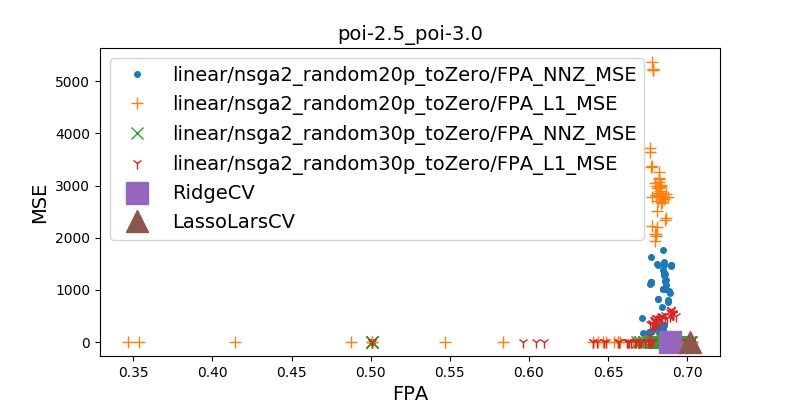 poi-2.5_poi-3.0
linear/nsga2_random20p_toZero/FPA_NNZ_MSE
linear/nsga2_random20p_toZero/FPA_L1_MSE
linear/nsga2_random30p_toZero/FPA_NNZ_MSE
linear/nsga2_random30p_toZero/FPA_L1_MSE
RidgeCV
LassoLarsCV
MSE
5000
4000
3000
2000
1000
0
0.35 0.40 0.45 0.50 0.55 0.60 0.65 0.70
FPA